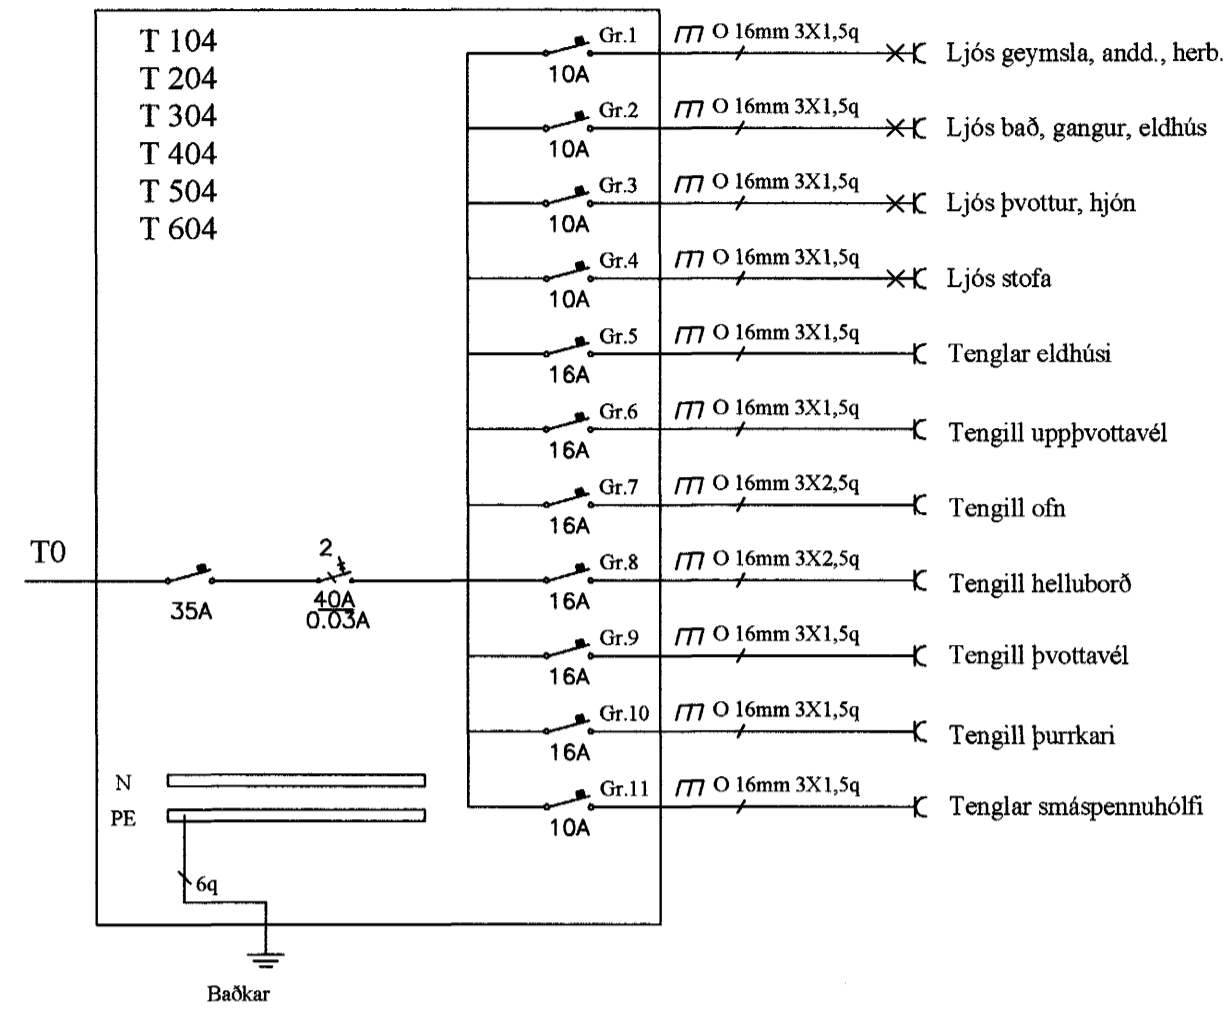 T 104
T 204
T 304
T 404
T 504
T 604
Gr.1 O 16mm 3X1,5q Ljós geymsla, andd., herb.
10A
Gr.2 O 16mm 3X1,5q Ljós bað, gangur, eldhús
10A
Gr.3 O 16mm 3X1,5q Ljós þvottur, hjón
10A
Gr.4 O 16mm 3X1,5q Ljós stofa
10A
Gr.5 O 16mm 3X1,5q Tenglar eldhúsi
16A
Gr.6 O 16mm 3X1,5q Tengill uppþvottavél
16A
Gr.7 O 16mm 3X2,5q Tengill ofn
16A
T0
2
40A
0.03A
35A
Gr.8 O 16mm 3X2,5q Tengill helluborð
16A
Gr.9 O 16mm 3X1,5q Tengill þvottavél
16A
Gr.10 O 16mm 3X1,5q Tengill þurrkari
16A
Gr.11 O 16mm 3X1,5q Tenglar smáspennuhólfi
10A
N
PE
6q
Baðkar